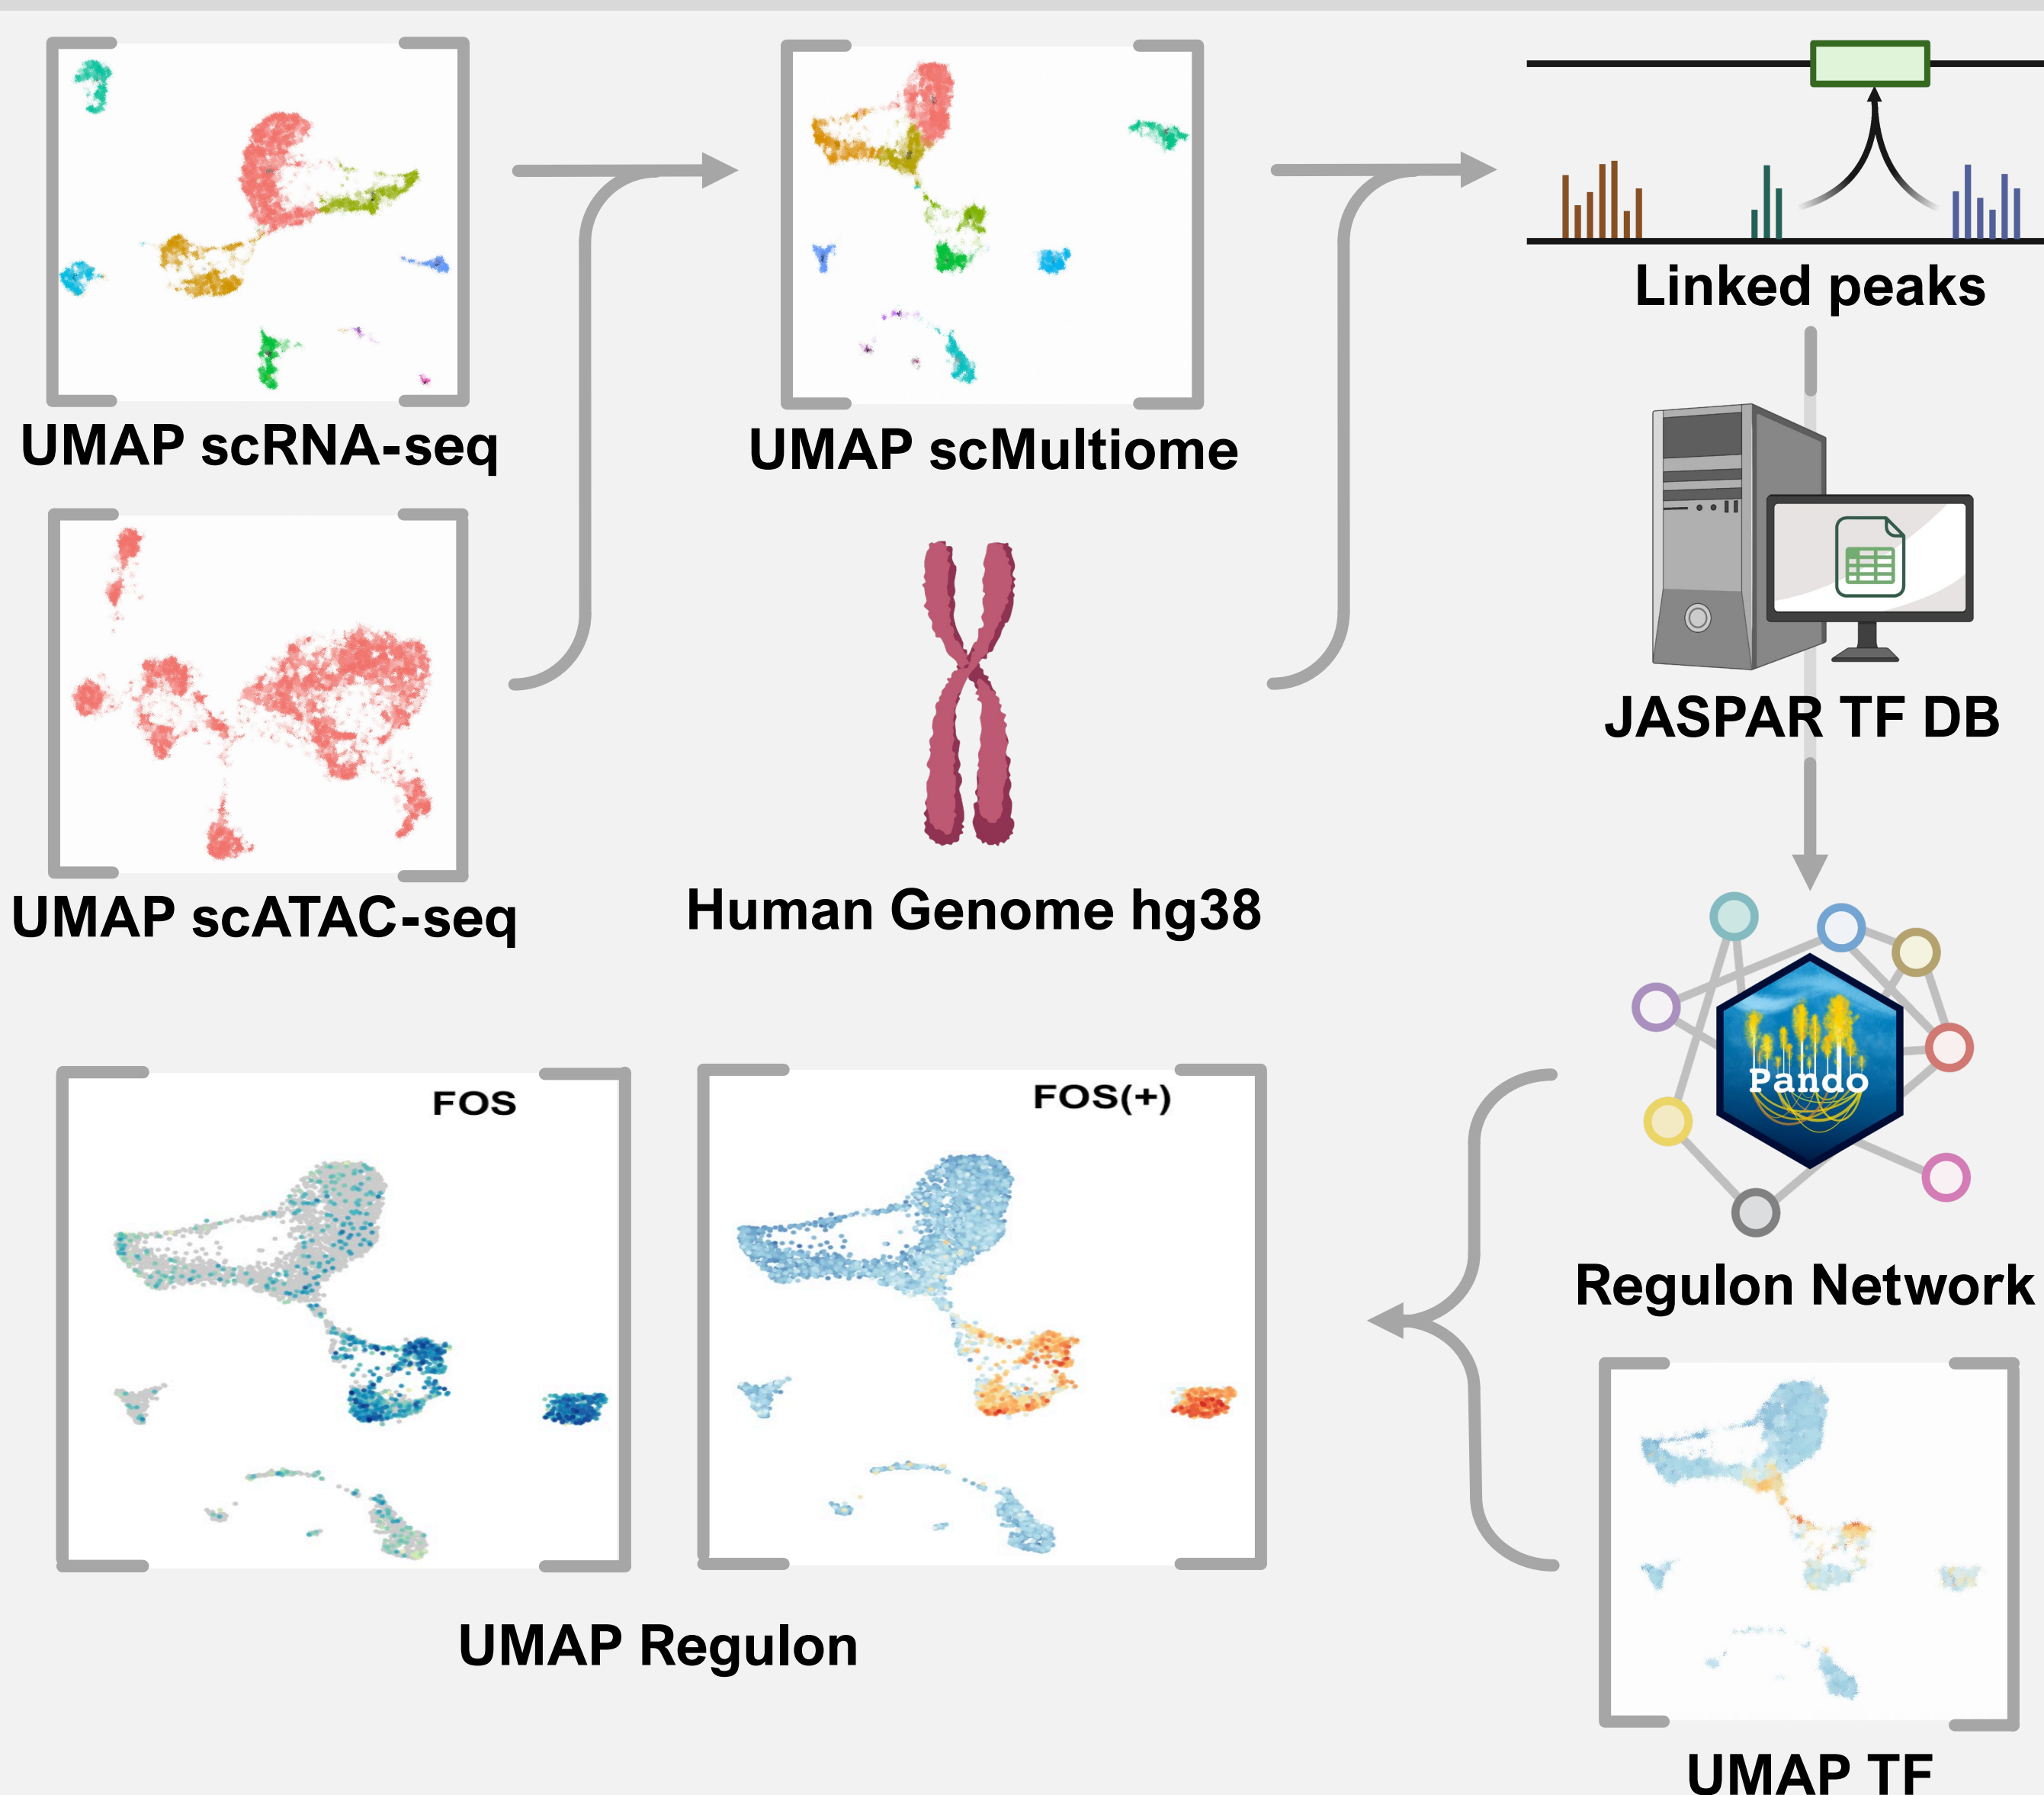 UMAP scRNA-seq
UMAP scMultiome
Linked peaks
UMAP scATAC-seq
Human Genome hg38
JASPAR TF DB
Pando
Regulon Network
FOS
FOS(+)
UMAP Regulon
UMAP TF